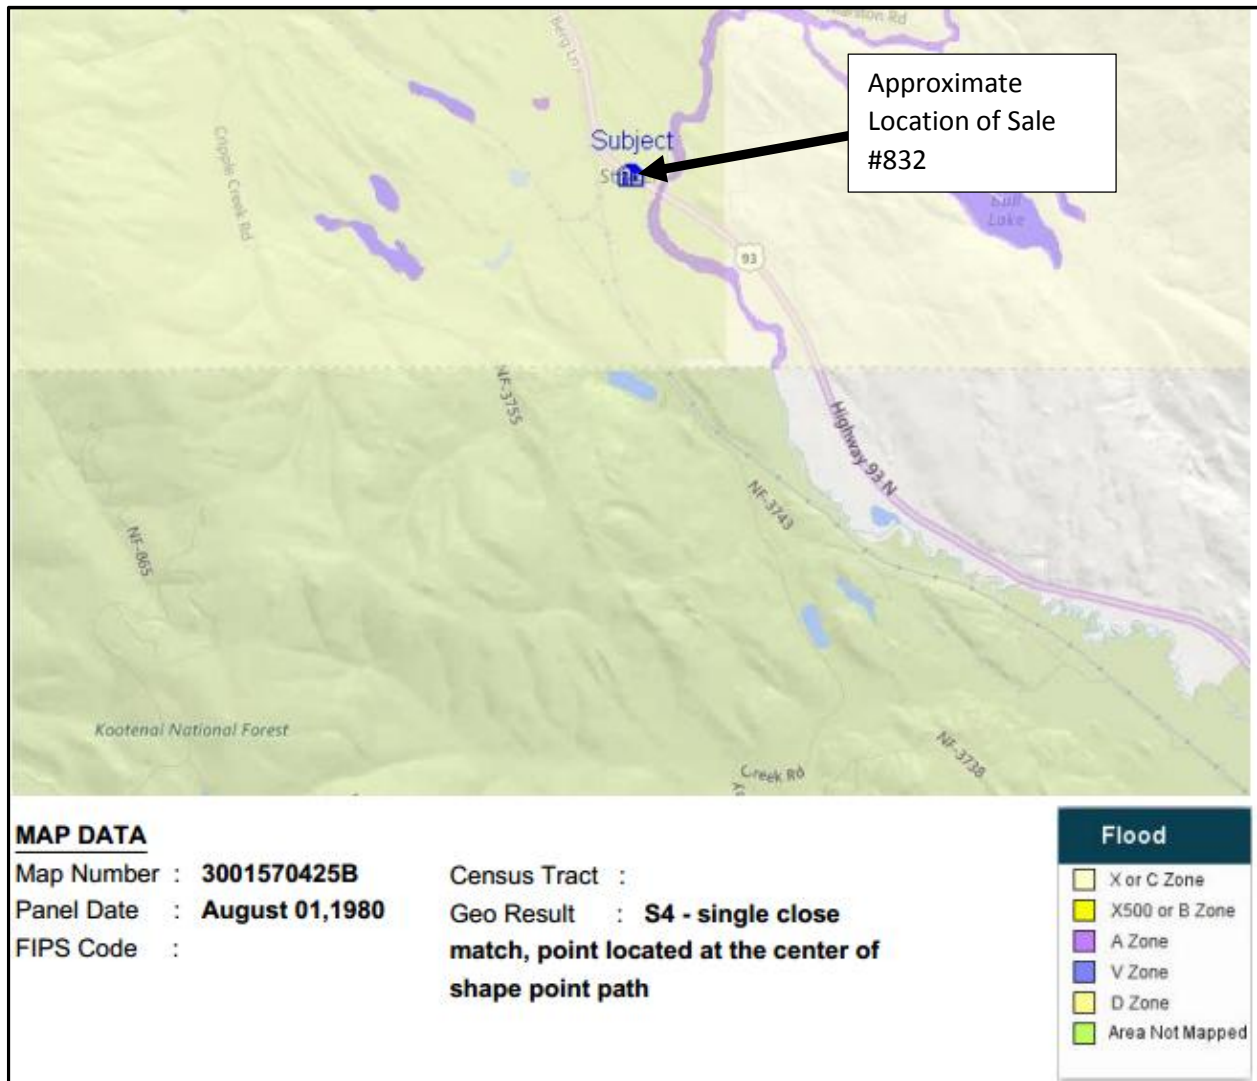 Berg Ln
Approximate
Location of Sale
#832
Subject
Cripple Creek Rd
Lake
93
NF-3755
Highway 93 N
NF-3743
NF-865
Kootenai National Forest
NF-3738
Creek Rd
MAP DATA
Map Number : 3001570425B
Panel Date : August 01,1980
FIPS Code :
Census Tract :
Geo Result : S4 - single close
match, point located at the center of
shape point path
Flood
X or C Zone
X500 or B Zone
A Zone
V Zone
D Zone
Area Not Mapped